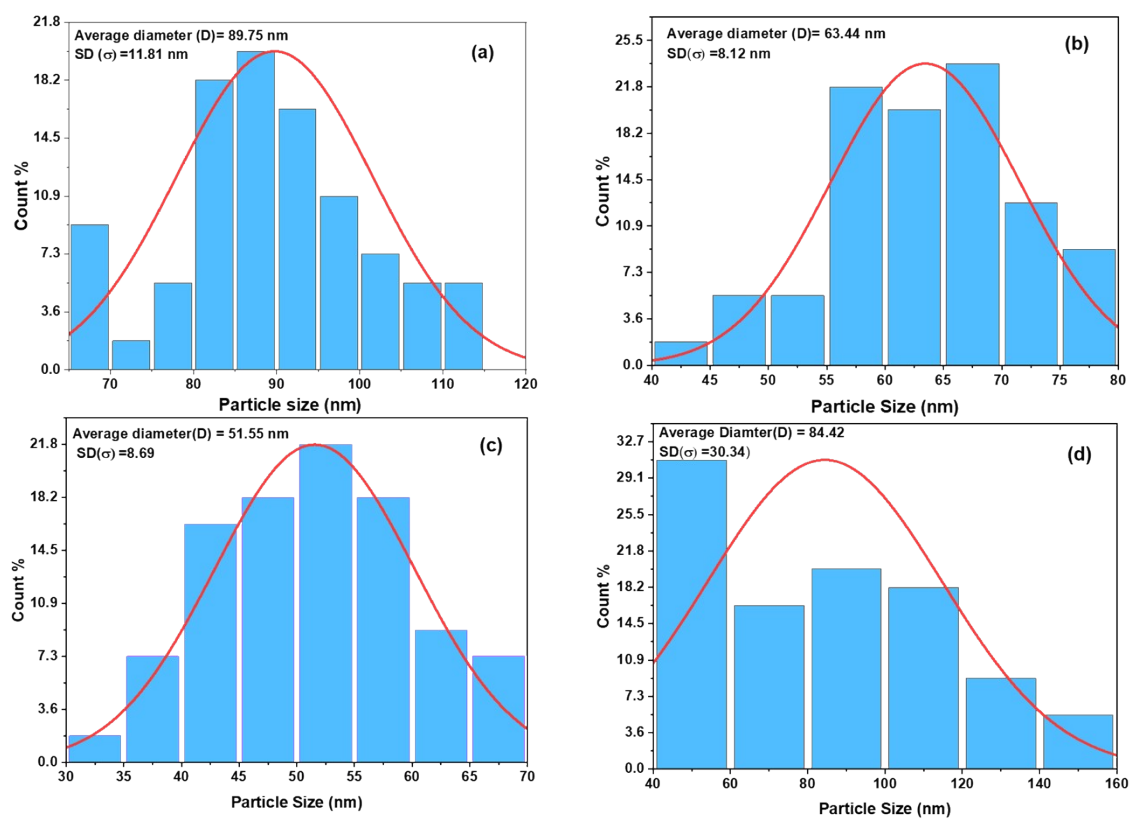 Average diameter (D)= 89.75 nm
SD (σ) =11.81 nm
(a)
21.8
18.2
14.5
10.9
7.3
3.6
0.0
Count %
70 80 90 100 110 120
Particle size (nm)
Average diameter (D)= 63.44 nm
SD(σ) =8.12 nm
(b)
25.5
21.8
18.2
14.5
10.9
7.3
3.6
0.0
Count %
40 45 50 55 60 65 70 75 80
Particle Size (nm)
Average diameter(D) = 51.55 nm
SD(σ) =8.69
(c)
21.8
18.2
14.5
10.9
7.3
3.6
0.0
Count %
30 35 40 45 50 55 60 65 70
Particle Size (nm)
Average Diamter(D) = 84.42
SD(σ) =30.34)
(d)
32.7
29.1
25.5
21.8
18.2
14.5
10.9
7.3
3.6
0.0
Count %
40 60 80 100 120 140 160
Particle Size (nm)